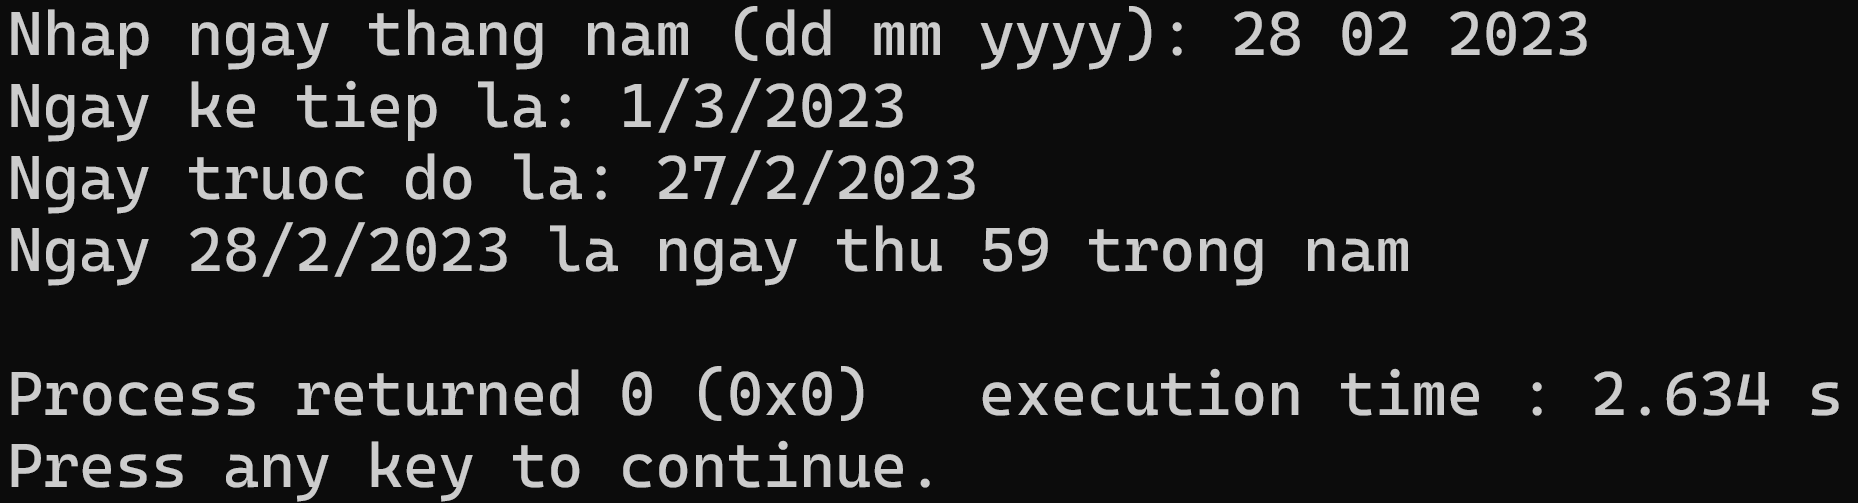 Nhap ngay thang nam (dd mm yyyy): 28 02 2023
Ngay ke tiep la: 1/3/2023
Ngay truoc do la: 27/2/2023
Ngay 28/2/2023 la ngay thu 59 trong nam
Process returned 0 (0x0)   execution time : 2.634 s
Press any key to continue.